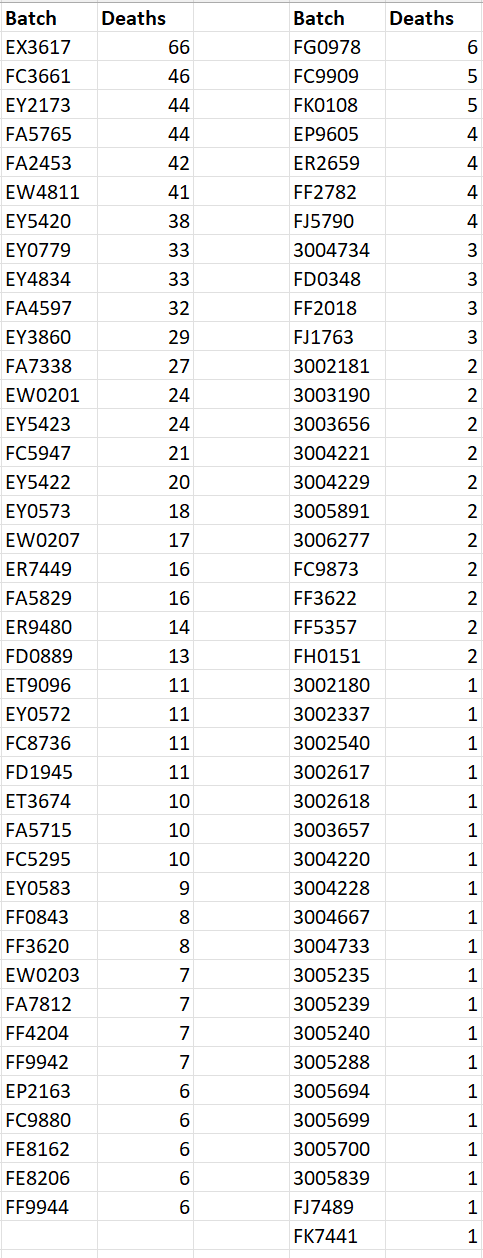 Batch Deaths Batch Deaths
EX3617 66 FG0978 6
FC3661 46 FC9909 5
EY2173 44 FK0108 5
FA5765 44 EP9605 4
FA2453 42 ER2659 4
EW4811 41 FF2782 4
EY5420 38 FJ5790 4
EY0779 33 3004734 3
EY4834 33 FD0348 3
FA4597 32 FF2018 3
EY3860 29 FJ1763 3
FA7338 27 3002181 2
EW0201 24 3003190 2
EY5423 24 3003656 2
FC5947 21 3004221 2
EY5422 20 3004229 2
EY0573 18 3005891 2
EW0207 17 3006277 2
ER7449 16 FC9873 2
FA5829 16 FF3622 2
ER9480 14 FF5357 2
FD0889 13 FH0151 2
ET9096 11 3002180 1
EY0572 11 3002337 1
FC8736 11 3002540 1
FD1945 11 3002617 1
ET3674 10 3002618 1
FA5715 10 3003657 1
FC5295 10 3004220 1
EY0583 9 3004228 1
FF0843 8 3004667 1
FF3620 8 3004733 1
EW0203 7 3005235 1
FA7812 7 3005239 1
FF4204 7 3005240 1
FF9942 7 3005288 1
EP2163 6 3005694 1
FC9880 6 3005699 1
FE8162 6 3005700 1
FE8206 6 3005839 1
FF9944 6 FJ7489 1
FK7441 1